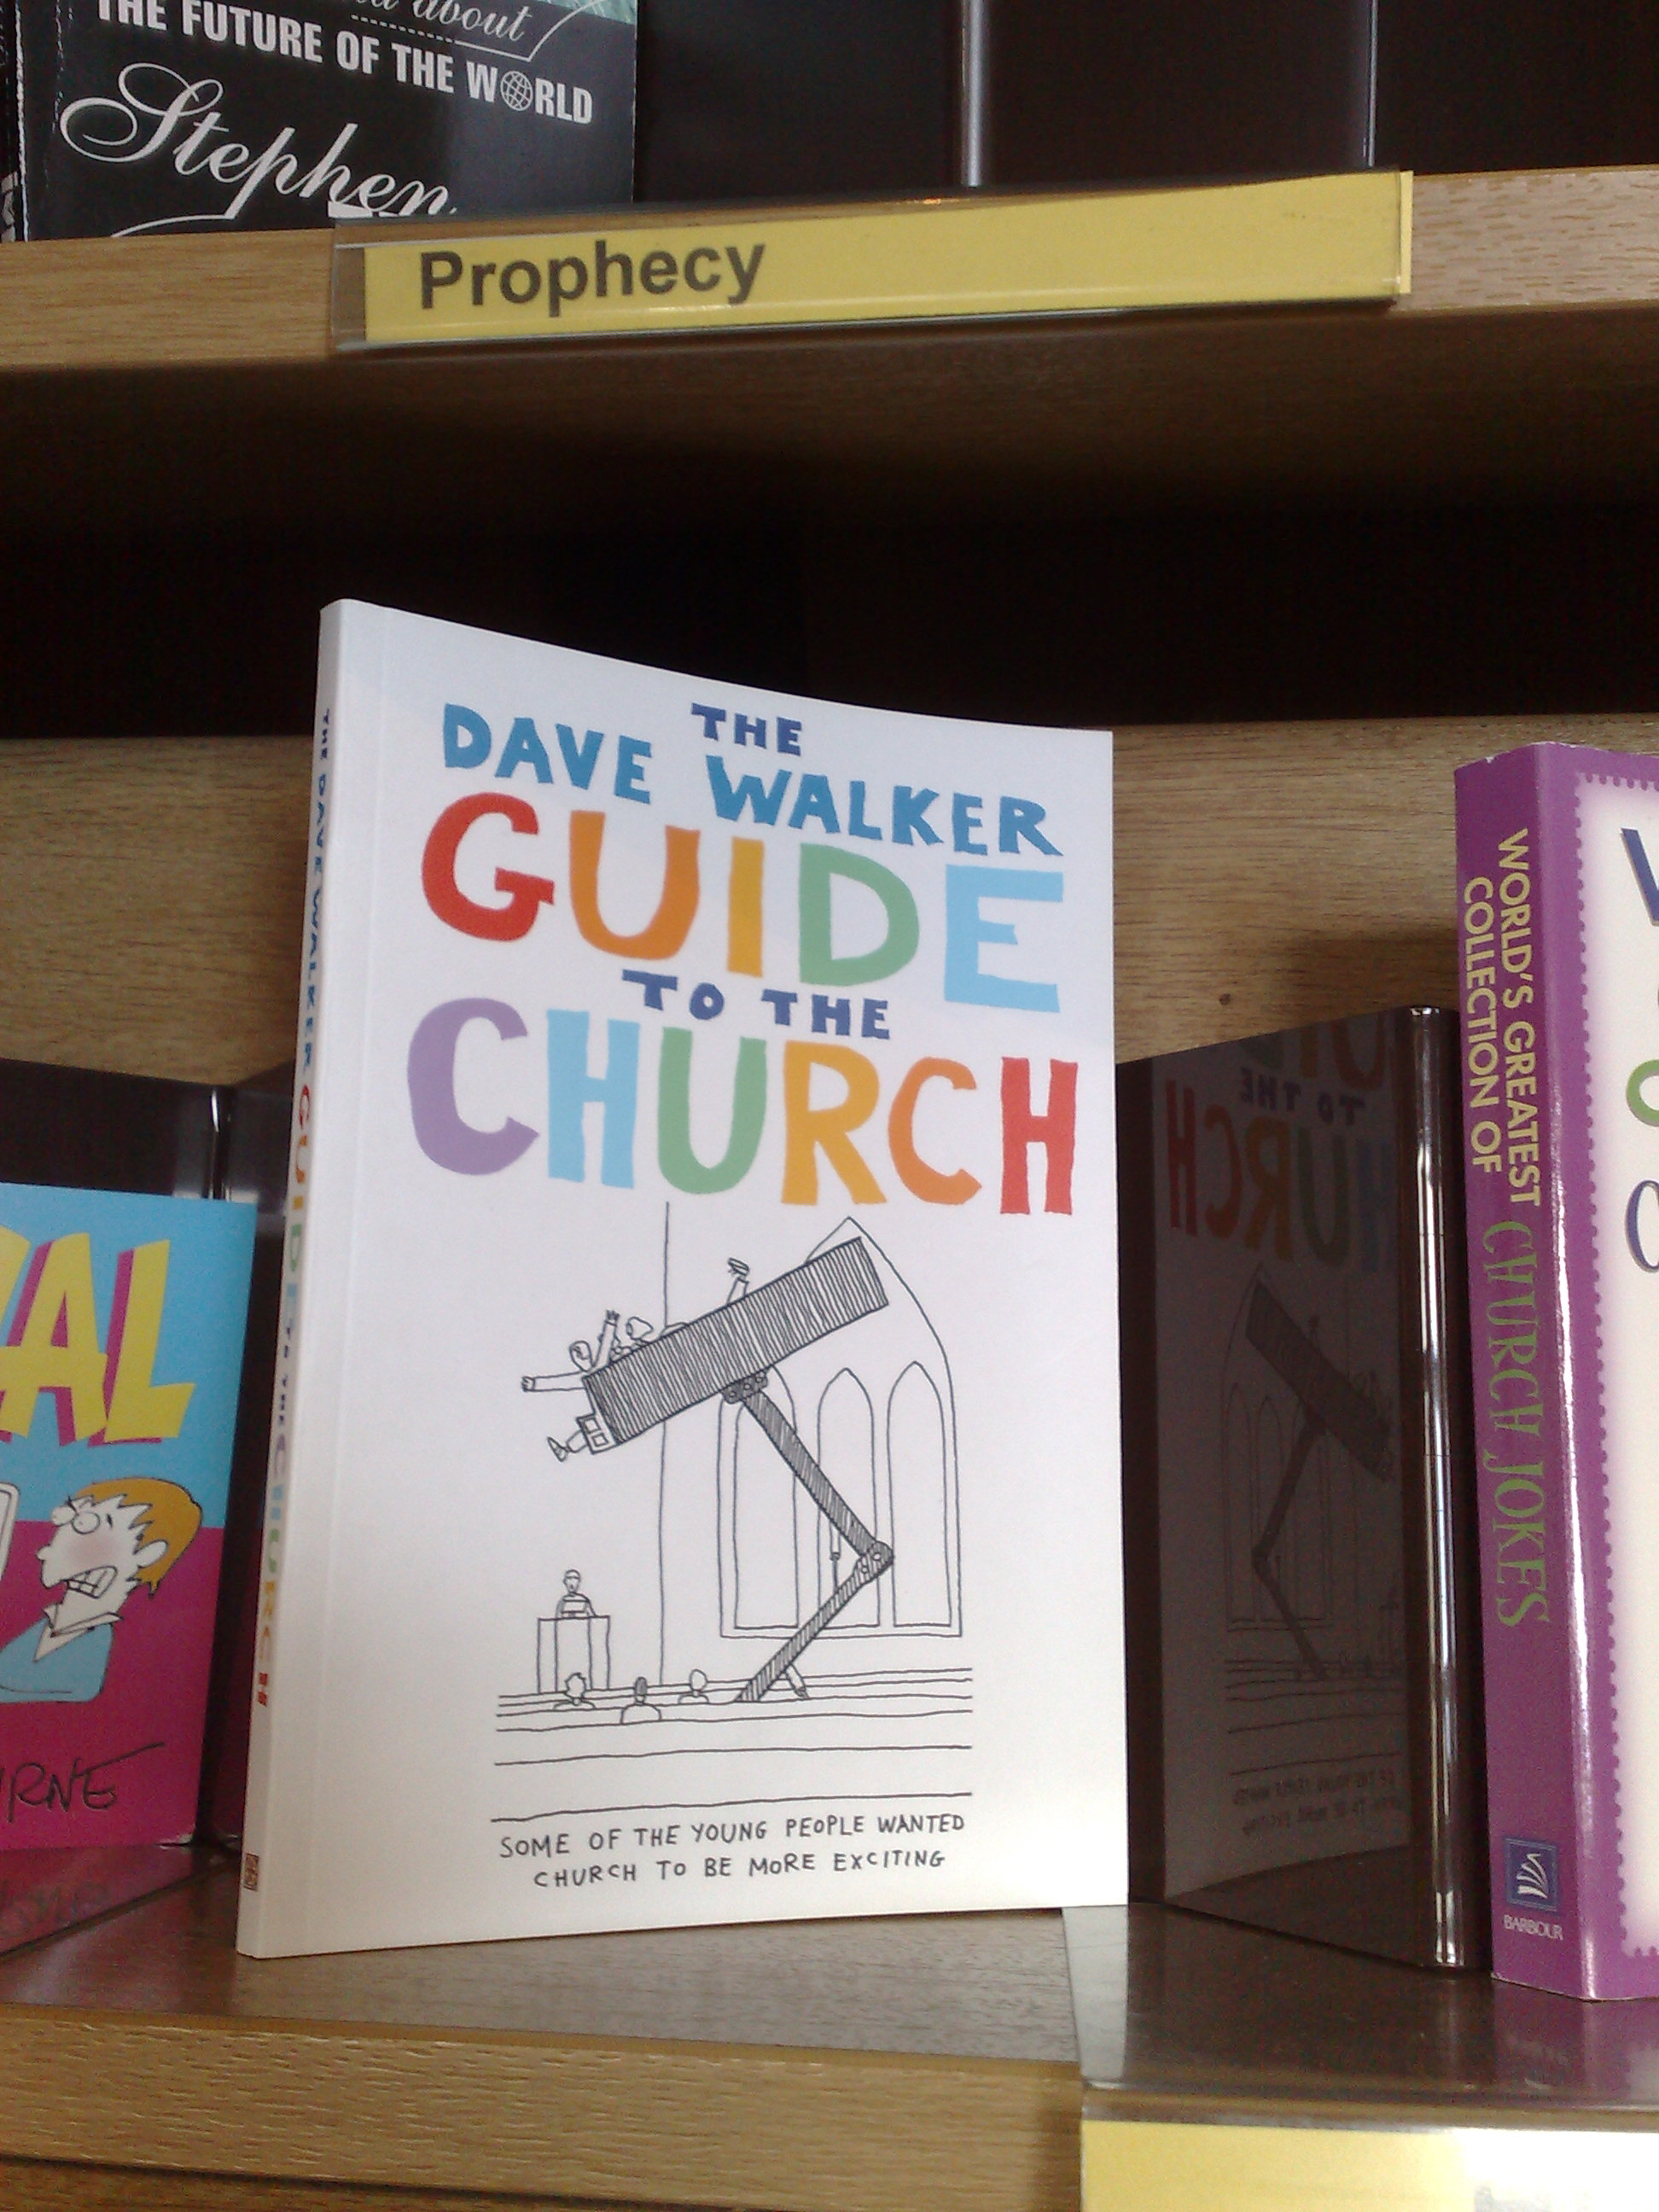 about
THE FUTURE OF THE WORLD
Stephen
Prophecy
THE
DAVE WALKER
GUIDE
TO THE
CHURCH
SOME OF THE YOUNG PEOPLE WANTED
CHURCH TO BE MORE EXCITING
THE DAVE WALKER GUIDE TO THE CHURCH
WORLD'S GREATEST
COLLECTION OF
CHURCH JOKES
BARBOUR